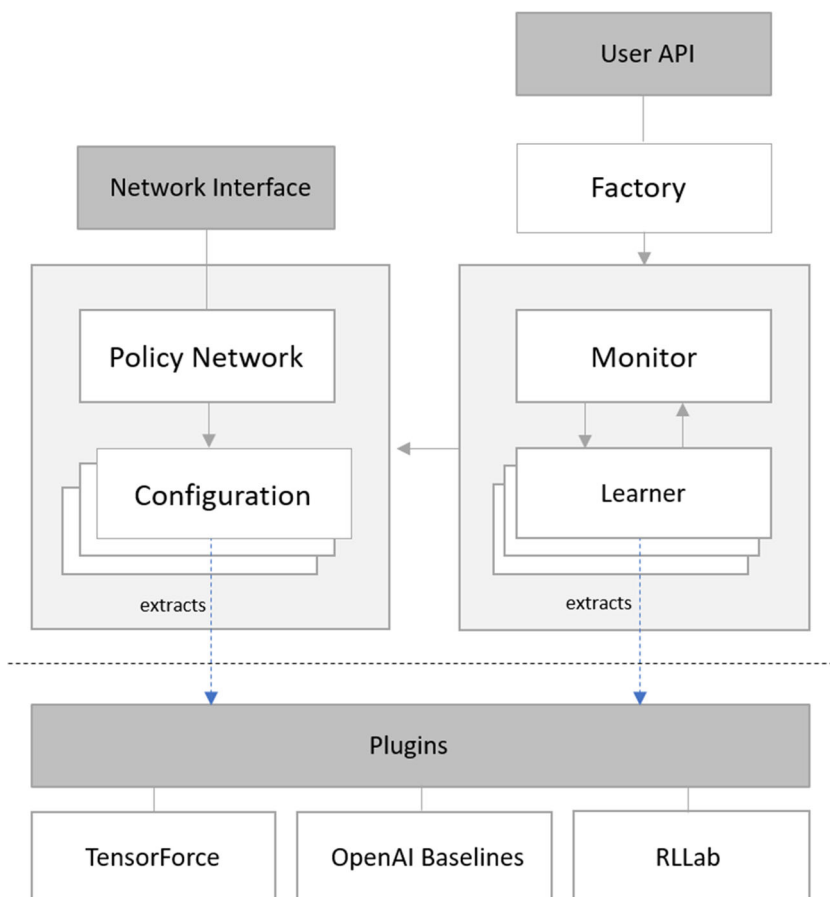 User API
Network Interface
Factory
Policy Network
Monitor
Configuration
Learner
extracts
extracts
Plugins
TensorForce
OpenAI Baselines
RLLab